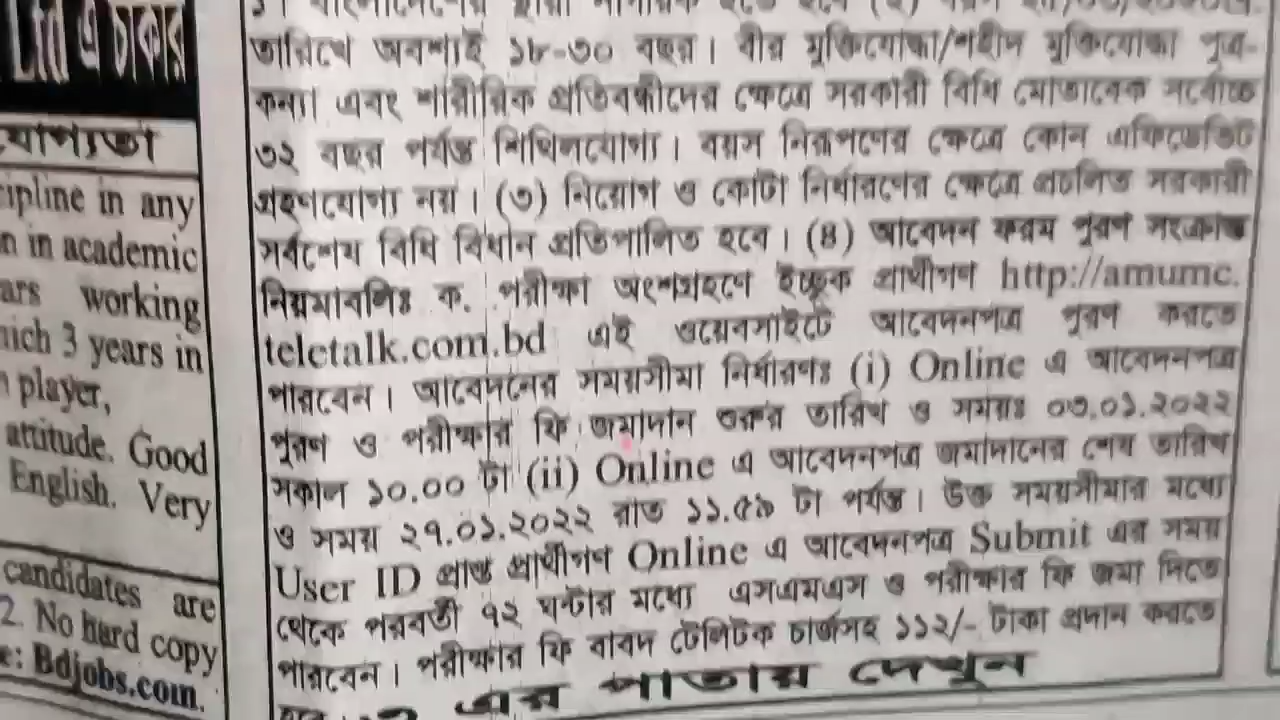 Ltd এ ঢাকার
যোগ্যতা
cipline in any
n in academic
ars working
hich 3 years in
player,
attitude. Good
English. Very
candidates are
2. No hard copy
e: Bdjobs.com.
তারিখে অবশ্যই ১৮-৩০ বছর। বীর মুক্তিযোদ্ধা/শহীদ মুক্তিযোদ্ধা পুত্র-
কন্যা এবং শারীরিক প্রতিবন্ধীদের ক্ষেত্রে সরকারী বিধি মোতাবেক সর্বোচ্চ
৩২ বছর পর্যন্ত শিথিলযোগ্য। বয়স নিরূপণের ক্ষেত্রে কোন এফিডেভিট
গ্রহণযোগ্য নয়। (৩) নিয়োগ ও কোটা নির্ধারণের ক্ষেত্রে প্রচলিত সরকারী
সর্বশেষ বিধি বিধান প্রতিপালিত হবে। (৪) আবেদন ফরম পূরণ সংক্রান্ত
নিয়মাবলিঃ ক. পরীক্ষা অংশগ্রহণে ইচ্ছুক প্রার্থীগণ http://amumc.
teletalk.com.bd এই ওয়েবসাইটে আবেদনপত্র পূরণ করতে
পারবেন। আবেদনের সময়সীমা নির্ধারণঃ (i) Online এ আবেদনপত্র
পূরণ ও পরীক্ষার ফি জমাদান শুরুর তারিখ ও সময়ঃ ০৩.০১.২০২২
সকাল ১০.০০ টা (ii) Online এ আবেদনপত্র জমাদানের শেষ তারিখ
ও সময় ২৭.০১.২০২২ রাত ১১.৫৯ টা পর্যন্ত। উক্ত সময়সীমার মধ্যে
User ID প্রাপ্ত প্রার্থীগণ Online এ আবেদনপত্র Submit এর সময়
থেকে পরবর্তী ৭২ ঘন্টার মধ্যে এসএমএস ও পরীক্ষার ফি জমা দিতে
পারবেন। পরীক্ষার ফি বাবদ টেলিটক চার্জসহ ১১২/- টাকা প্রদান করতে
এর পাতায় দেখুন